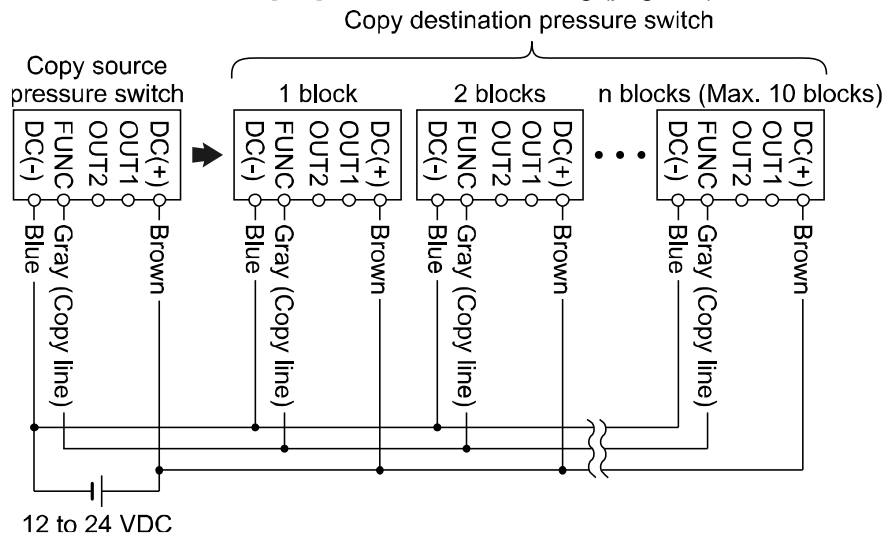 Copy destination pressure switch
Copy source
pressure switch
1 block
2 blocks
n blocks (Max. 10 blocks)
DC(-)
FUNC
OUT2
OUT1
DC(+)
DC(-)
FUNC
OUT2
OUT1
DC(+)
DC(-)
FUNC
OUT2
OUT1
DC(+)
DC(-)
FUNC
OUT2
OUT1
DC(+)
Blue
Gray (Copy line)
Brown
Blue
Gray (Copy line)
Brown
Blue
Gray (Copy line)
Brown
Blue
Gray (Copy line)
Brown
12 to 24 VDC